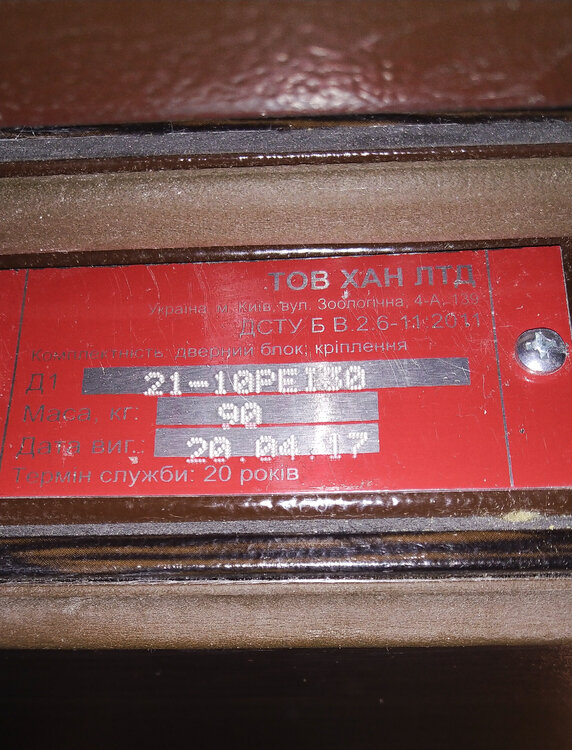 ТОВ ХАН ЛТД
Україна, м. Київ, вул. Зоологічна, 4-А, 139
ДСТУ Б В.2.6-11:2011
Комплектність: дверний блок; кріплення
Д1 21-10РЕІ30
Маса, кг: 90
Дата виг.: 20.04.17
Термін служби: 20 років